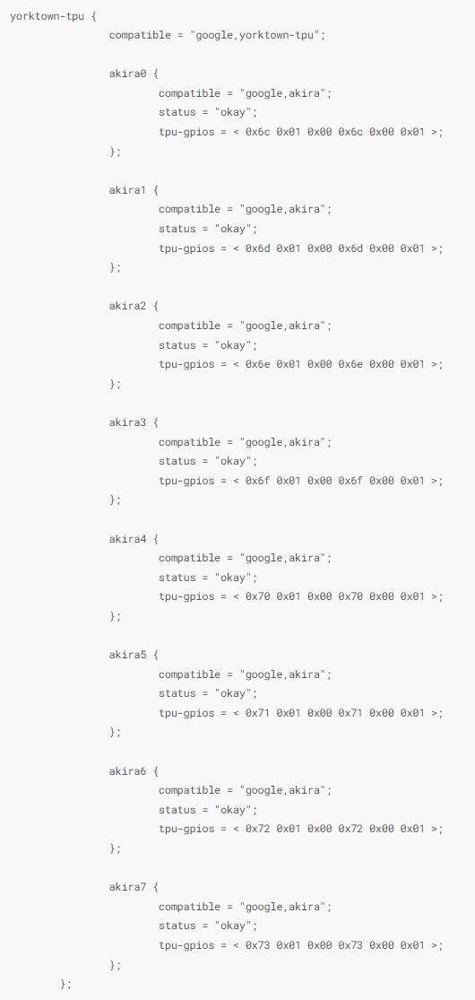 yorktown-tpu {
compatible = "google,yorktown-tpu";
akira0 {
compatible = "google,akira";
status = "okay";
tpu-gpios = < 0x6c 0x01 0x00 0x6c 0x00 0x01 >;
};
akira1 {
compatible = "google,akira";
status = "okay";
tpu-gpios = < 0x6d 0x01 0x00 0x6d 0x00 0x01 >;
};
akira2 {
compatible = "google,akira";
status = "okay";
tpu-gpios = < 0x6e 0x01 0x00 0x6e 0x00 0x01 >;
};
akira3 {
compatible = "google,akira";
status = "okay";
tpu-gpios = < 0x6f 0x01 0x00 0x6f 0x00 0x01 >;
};
akira4 {
compatible = "google,akira";
status = "okay";
tpu-gpios = < 0x70 0x01 0x00 0x70 0x00 0x01 >;
};
akira5 {
compatible = "google,akira";
status = "okay";
tpu-gpios = < 0x71 0x01 0x00 0x71 0x00 0x01 >;
};
akira6 {
compatible = "google,akira";
status = "okay";
tpu-gpios = < 0x72 0x01 0x00 0x72 0x00 0x01 >;
};
akira7 {
compatible = "google,akira";
status = "okay";
tpu-gpios = < 0x73 0x01 0x00 0x73 0x00 0x01 >;
};
};